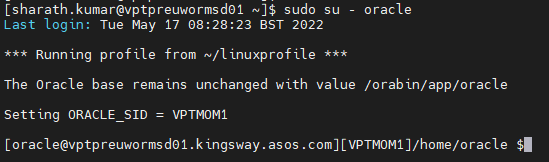 [sharath.kumar@vptpreuwormsd01 ~]$ sudo su - oracle
Last login: Tue May 17 08:28:23 BST 2022
*** Running profile from ~/linuxprofile ***
The Oracle base remains unchanged with value /orabin/app/oracle
Setting ORACLE_SID = VPTMOM1
[oracle@vptpreuwormsd01.kingsway.asos.com][VPTMOM1]/home/oracle $